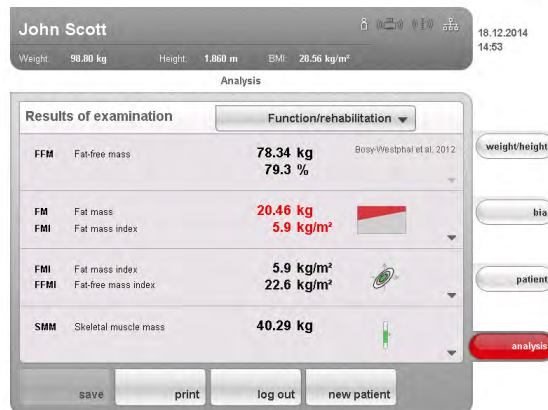 John Scott
Weight: 98.80 kg Height: 1.860 m BMI: 28.56 kg/m²
18.12.2014
14:53
Analysis
Results of examination Function/rehabilitation
FFM Fat-free mass 78.34 kg Bosy-Westphal et al. 2012
79.3 %
FM Fat mass 20.46 kg
FMI Fat mass index 5.9 kg/m²
FMI Fat mass index 5.9 kg/m²
FFMI Fat-free mass index 22.6 kg/m²
SMM Skeletal muscle mass 40.29 kg
weight/height
bia
patient
analysis
save print log out new patient